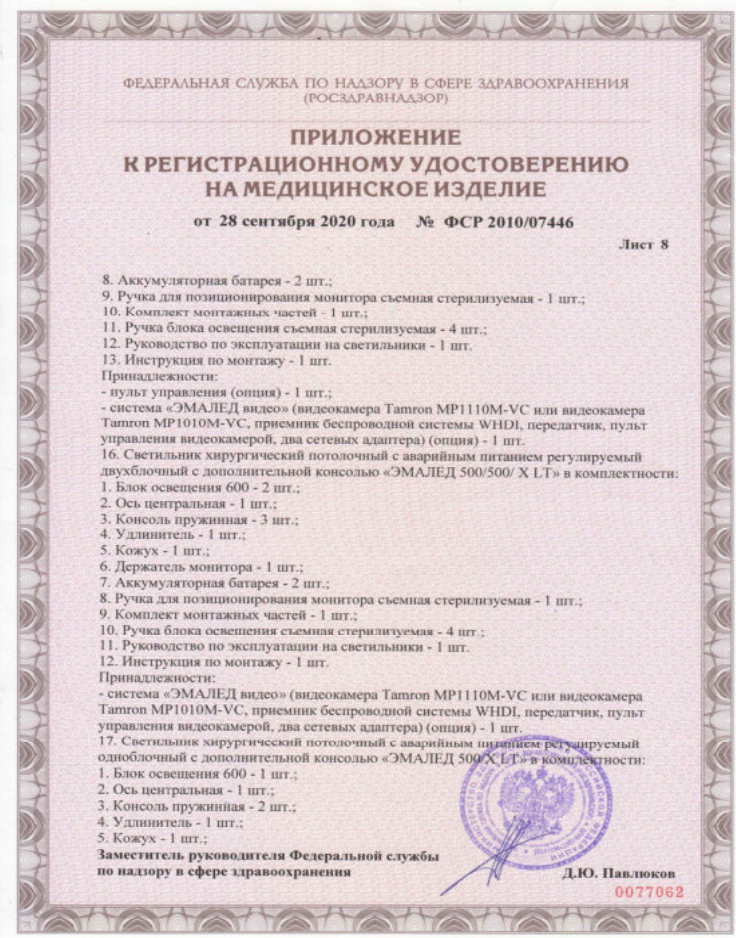 ФЕДЕРАЛЬНАЯ СЛУЖБА ПО НАДЗОРУ В СФЕРЕ ЗДРАВООХРАНЕНИЯ
(РОСЗДРАВНАДЗОР)
ПРИЛОЖЕНИЕ
К РЕГИСТРАЦИОННОМУ УДОСТОВЕРЕНИЮ
НА МЕДИЦИНСКОЕ ИЗДЕЛИЕ
от 28 сентября 2020 года № ФСР 2010/07446
Лист 8
8. Аккумуляторная батарея - 2 шт.;
9. Ручка для позиционирования монитора съемная стерилизуемая - 1 шт.;
10. Комплект монтажных частей - 1 шт.;
11. Ручка блока освещения съемная стерилизуемая - 4 шт.;
12. Руководство по эксплуатации на светильники - 1 шт.
13. Инструкция по монтажу - 1 шт.
Принадлежности:
- пульт управления (опция) - 1 шт.;
- система «ЭМАЛЕД видео» (видеокамера Tamron MP1110M-VC или видеокамера
Tamron MP1010M-VC, приемник беспроводной системы WHDI, передатчик, пульт
управления видеокамерой, два сетевых адаптера) (опция) - 1 шт.
16. Светильник хирургический потолочный с аварийным питанием регулируемый
двухблочный с дополнительной консолью «ЭМАЛЕД 500/500/ X LT» в комплектности:
1. Блок освещения 600 - 2 шт.;
2. Ось центральная - 1 шт.;
3. Консоль пружинная - 3 шт.;
4. Удлинитель - 1 шт.;
5. Кожух - 1 шт.;
6. Держатель монитора - 1 шт.;
7. Аккумуляторная батарея - 2 шт.;
8. Ручка для позиционирования монитора съемная стерилизуемая - 1 шт.;
9. Комплект монтажных частей - 1 шт.;
10. Ручка блока освещения съемная стерилизуемая - 4 шт.;
11. Руководство по эксплуатации на светильники - 1 шт.
12. Инструкция по монтажу - 1 шт.
Принадлежности:
- система «ЭМАЛЕД видео» (видеокамера Tamron MP1110M-VC или видеокамера
Tamron MP1010M-VC, приемник беспроводной системы WHDI, передатчик, пульт
управления видеокамерой, два сетевых адаптера) (опция) - 1 шт.
17. Светильник хирургический потолочный с аварийным питанием регулируемый
одноблочный с дополнительной консолью «ЭМАЛЕД 500/X LT» в комплектности:
1. Блок освещения 600 - 1 шт.;
2. Ось центральная - 1 шт.;
3. Консоль пружинная - 2 шт.;
4. Удлинитель - 1 шт.;
5. Кожух - 1 шт.;
Заместитель руководителя Федеральной службы
по надзору в сфере здравоохранения
Д.Ю. Павлюков
0077062